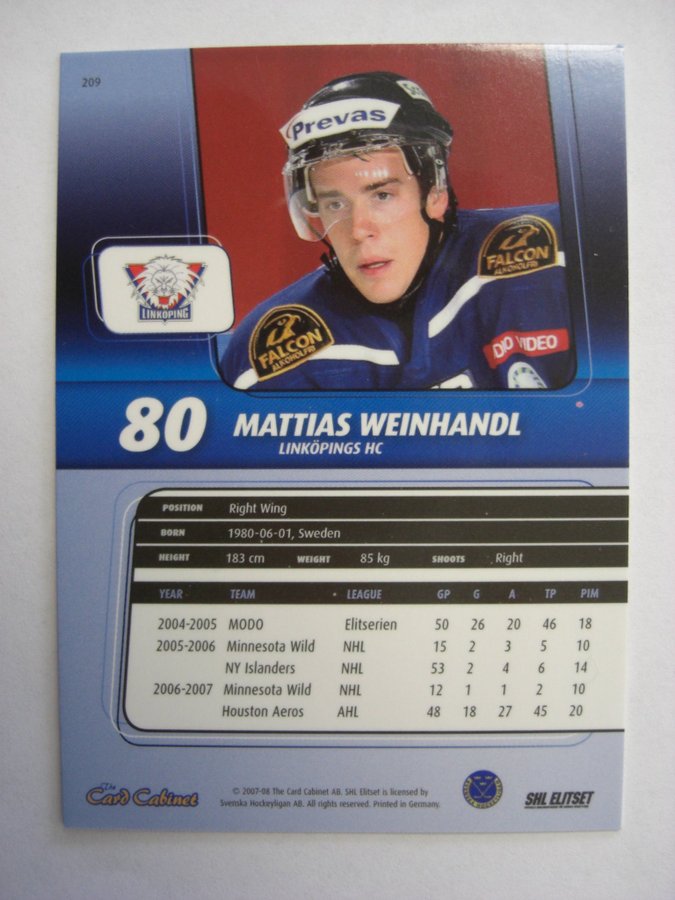 209
Prevas
FALCON
ALKOHOLFRI
FALCON
ALKOHOLFRI
DIO VIDEO
LINKÖPING
80 MATTIAS WEINHANDL
LINKÖPINGS HC
POSITION Right Wing
BORN 1980-06-01, Sweden
HEIGHT 183 cm WEIGHT 85 kg SHOOTS Right
YEAR TEAM LEAGUE GP G A TP PIM
2004-2005 MODO Elitserien 50 26 20 46 18
2005-2006 Minnesota Wild NHL 15 2 3 5 10
NY Islanders NHL 53 2 4 6 14
2006-2007 Minnesota Wild NHL 12 1 1 2 10
Houston Aeros AHL 48 18 27 45 20
The Card Cabinet
© 2007-08 The Card Cabinet AB. SHL Elitset is licensed by
Svenska Hockeyligan AB. All rights reserved. Printed in Germany.
SHL ELITSET